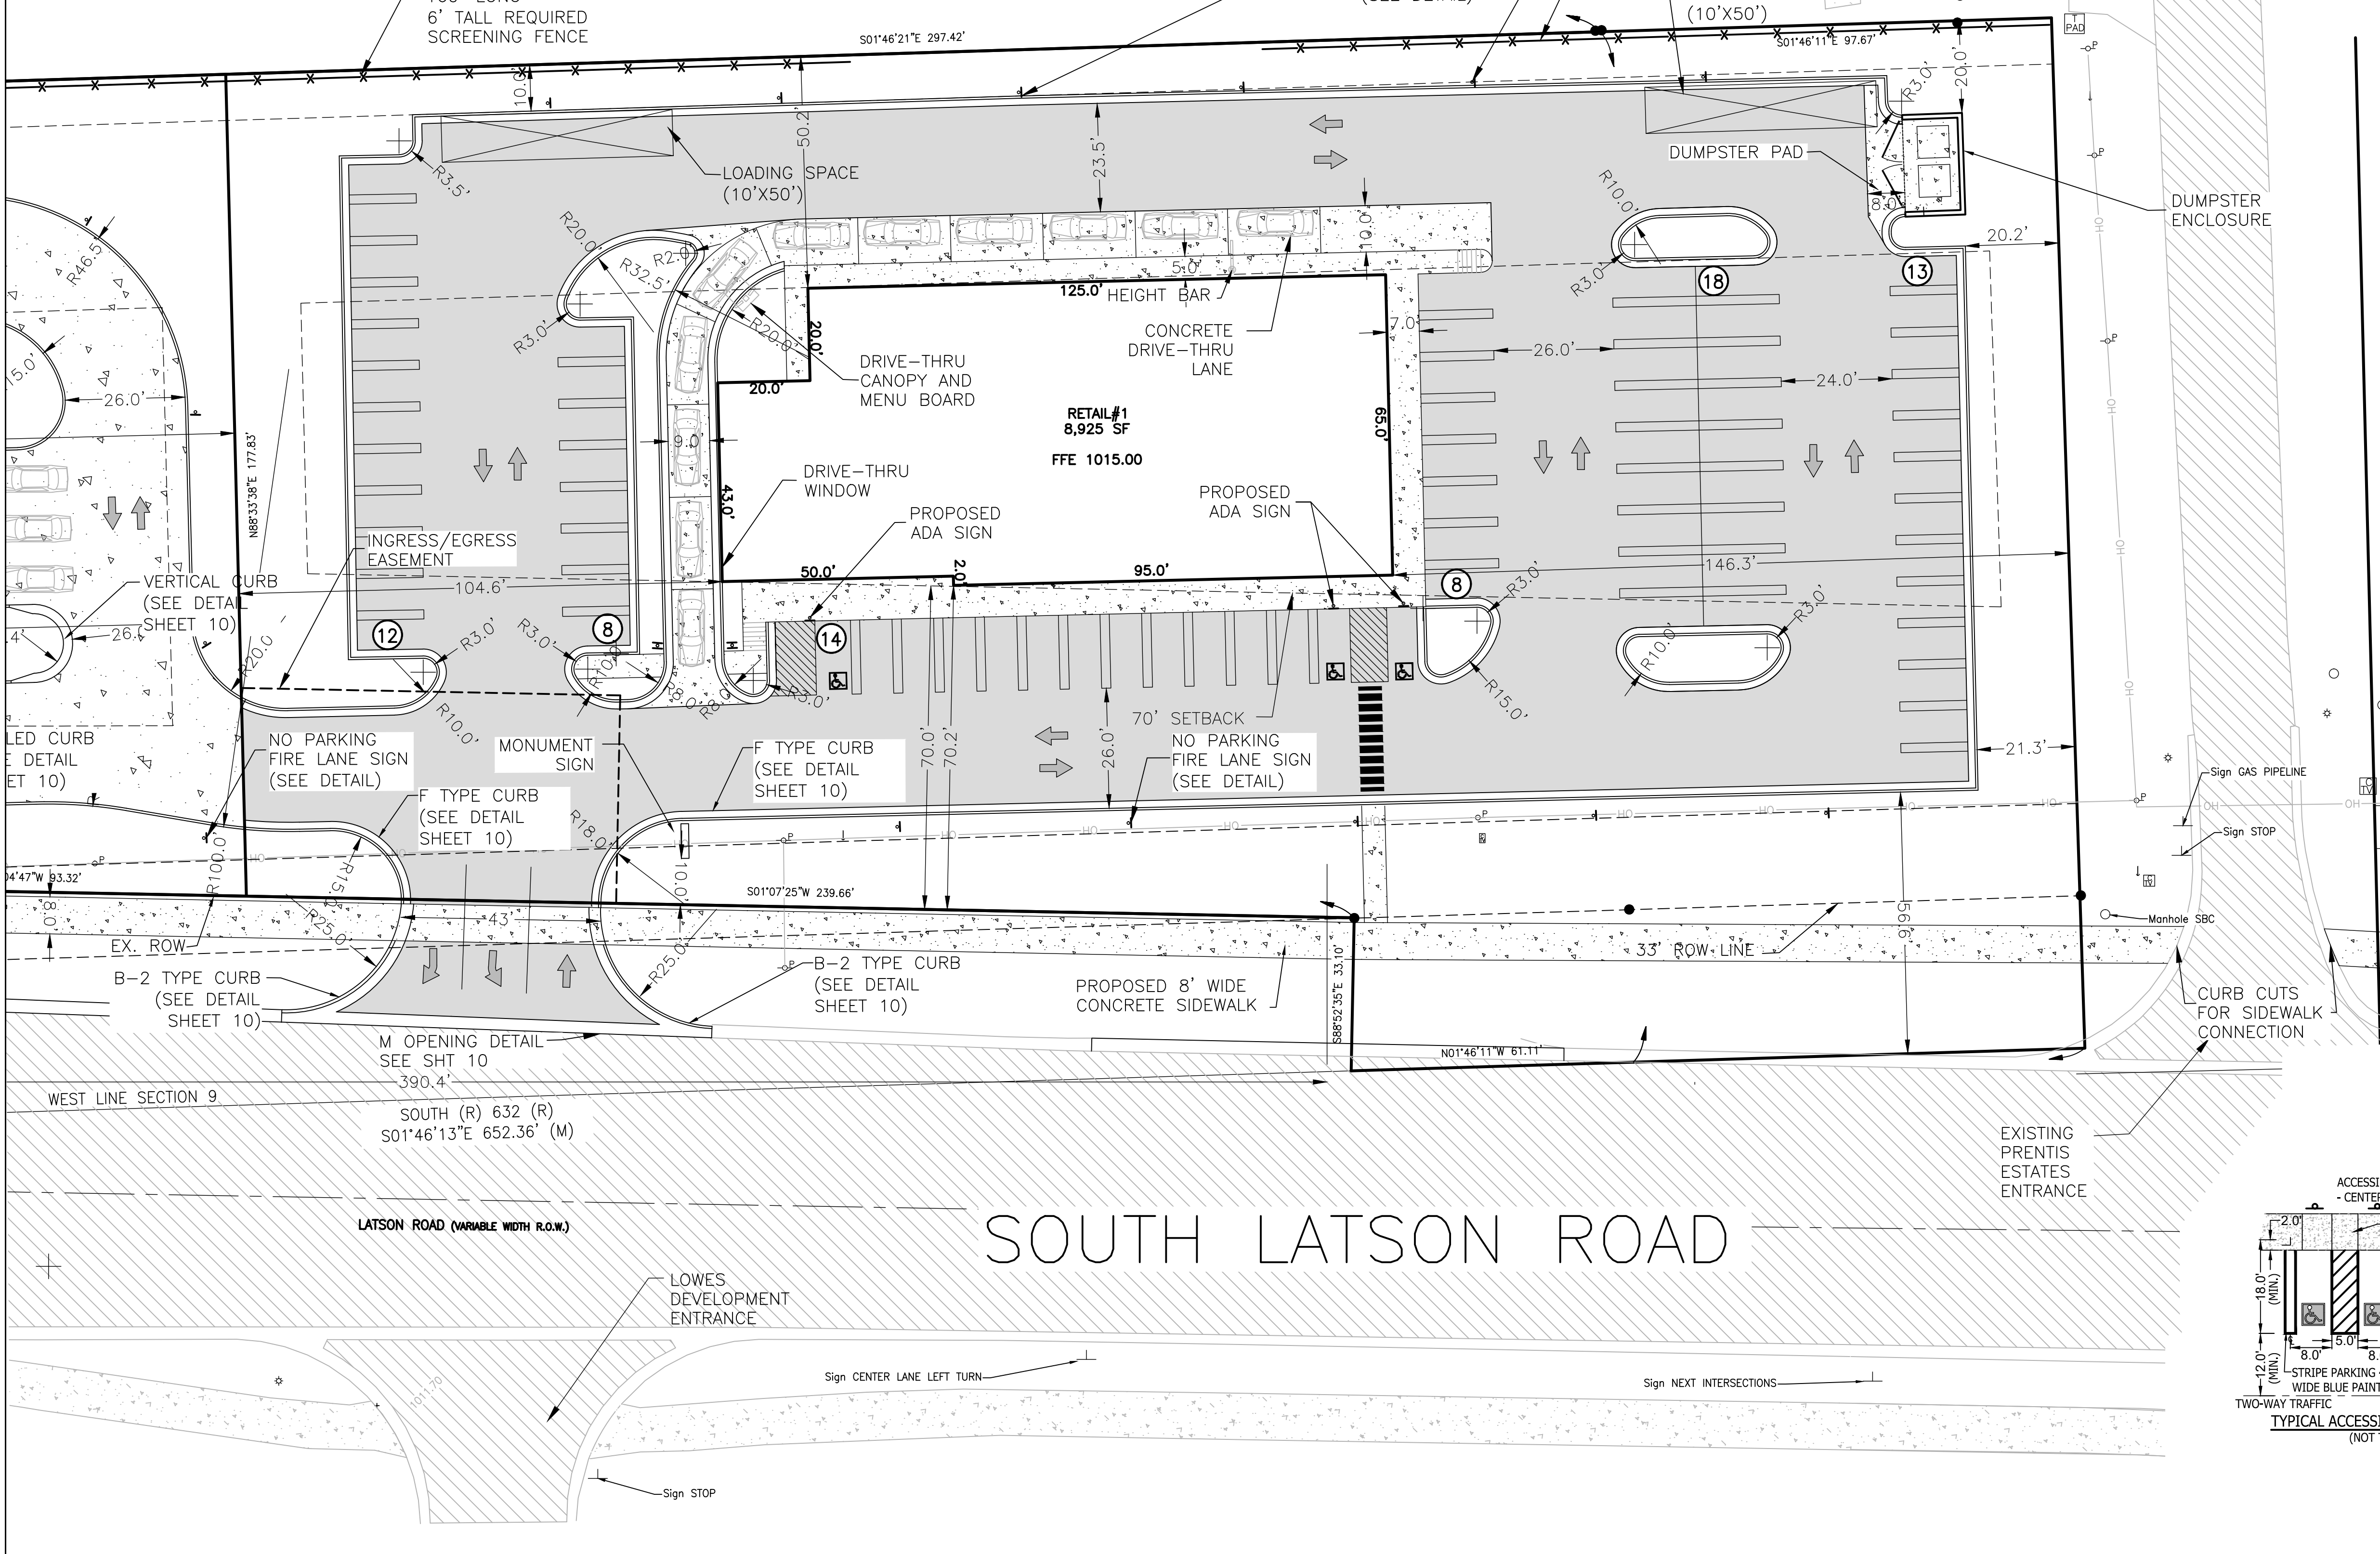 6' TALL REQUIRED
SCREENING FENCE
(10'X50')
T
PAD
S01°46'21"E 297.42'
S01°46'11"E 97.67'
10.0'
50.2'
23.5'
R3.0'
20.0'
R3.5'
LOADING SPACE
(10'X50')
DUMPSTER PAD
8.0'
DUMPSTER
ENCLOSURE
20.2'
R46.5'
R20.0'
R2.0'
R32.5'
R3.0'
R20.0'
10.0'
5.0'
125.0'
HEIGHT BAR
R10.0'
R3.0'
18
13
CONCRETE
DRIVE-THRU
LANE
7.0'
26.0'
24.0'
15.0'
26.0'
20.0'
20.0'
DRIVE-THRU
CANOPY AND
MENU BOARD
RETAIL#1
8,925 SF
FFE 1015.00
65.0'
N88°33'38"E 177.83'
9.0'
43.0'
DRIVE-THRU
WINDOW
PROPOSED
ADA SIGN
PROPOSED
ADA SIGN
INGRESS/EGRESS
EASEMENT
VERTICAL CURB
(SEE DETAIL
SHEET 10)
104.6'
50.0'
2.0'
95.0'
146.3'
12
8
14
8
R3.0'
R3.0'
R3.0'
R3.0'
R20.0
R10.0'
R8.0'
R8.0'
R3.0'
R10.0'
R15.0'
R10.0'
70' SETBACK
LED CURB
E DETAIL
ET 10)
NO PARKING
FIRE LANE SIGN
(SEE DETAIL)
MONUMENT
SIGN
F TYPE CURB
(SEE DETAIL
SHEET 10)
70.0'
70.2'
26.0'
NO PARKING
FIRE LANE SIGN
(SEE DETAIL)
21.3'
F TYPE CURB
(SEE DETAIL
SHEET 10)
R18.0'
Sign GAS PIPELINE
Sign STOP
04'47"W 93.32'
R100.0'
R15.0'
R25.0'
10.0'
S01°07'25"W 239.66'
8.0'
43'
56.6'
Manhole SBC
EX. ROW
33' ROW LINE
B-2 TYPE CURB
(SEE DETAIL
SHEET 10)
R25.0'
B-2 TYPE CURB
(SEE DETAIL
SHEET 10)
PROPOSED 8' WIDE
CONCRETE SIDEWALK
S88°52'35"E 33.10'
CURB CUTS
FOR SIDEWALK
CONNECTION
M OPENING DETAIL
SEE SHT 10
N01°46'11"W 61.11'
390.4'
WEST LINE SECTION 9
SOUTH (R) 632 (R)
S01°46'13"E 652.36' (M)
EXISTING
PRENTIS
ESTATES
ENTRANCE
LATSON ROAD (VARIABLE WIDTH R.O.W.)
SOUTH LATSON ROAD
LOWES
DEVELOPMENT
ENTRANCE
1011.70
Sign CENTER LANE LEFT TURN
Sign NEXT INTERSECTIONS
Sign STOP
ACCESSI
- CENTER
2.0'
18.0'
(MIN.)
12.0'
(MIN.)
5.0'
8.0'
8.
STRIPE PARKING
WIDE BLUE PAINT
TWO-WAY TRAFFIC
TYPICAL ACCESSI
(NOT